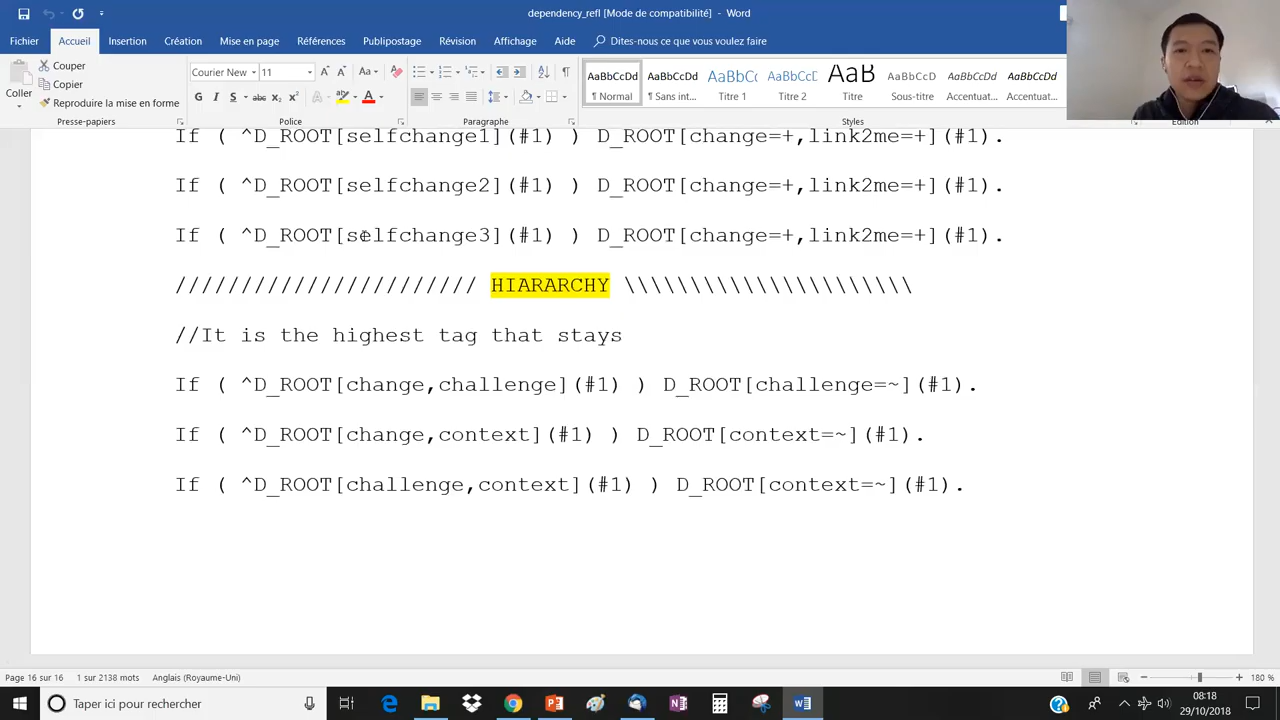 dependency_refl [Mode de compatibilité] - Word
Fichier Accueil Insertion Création Mise en page Références Publipostage Révision Affichage Aide Dites-nous ce que vous voulez faire
Coller
Couper
Copier
Reproduire la mise en forme
Presse-papiers
Courier New 11
Aa
G I S abc x₂ x² A
Police
Paragraphe
AaBbCcDd AaBbCcDd AaBbCc AaBbCcC AaB AaBbCcD AaBbCcDd AaBbCcDd
¶ Normal ¶ Sans int... Titre 1 Titre 2 Titre Sous-titre Accentuat... Accentuat...
Styles
Edition
If ( ^D_ROOT[selfchange1](#1) ) D_ROOT[change=+,link2me=+](#1).
If ( ^D_ROOT[selfchange2](#1) ) D_ROOT[change=+,link2me=+](#1).
If ( ^D_ROOT[selfchange3](#1) ) D_ROOT[change=+,link2me=+](#1).
/////////////////////// HIARARCHY \\\\\\\\\\\\\\\\\\\\\\
//It is the highest tag that stays
If ( ^D_ROOT[change,challenge](#1) ) D_ROOT[challenge=~](#1).
If ( ^D_ROOT[change,context](#1) ) D_ROOT[context=~](#1).
If ( ^D_ROOT[challenge,context](#1) ) D_ROOT[context=~](#1).
Page 16 sur 16 1 sur 2138 mots Anglais (Royaume-Uni) 180 %
Taper ici pour rechercher
08:18
29/10/2018